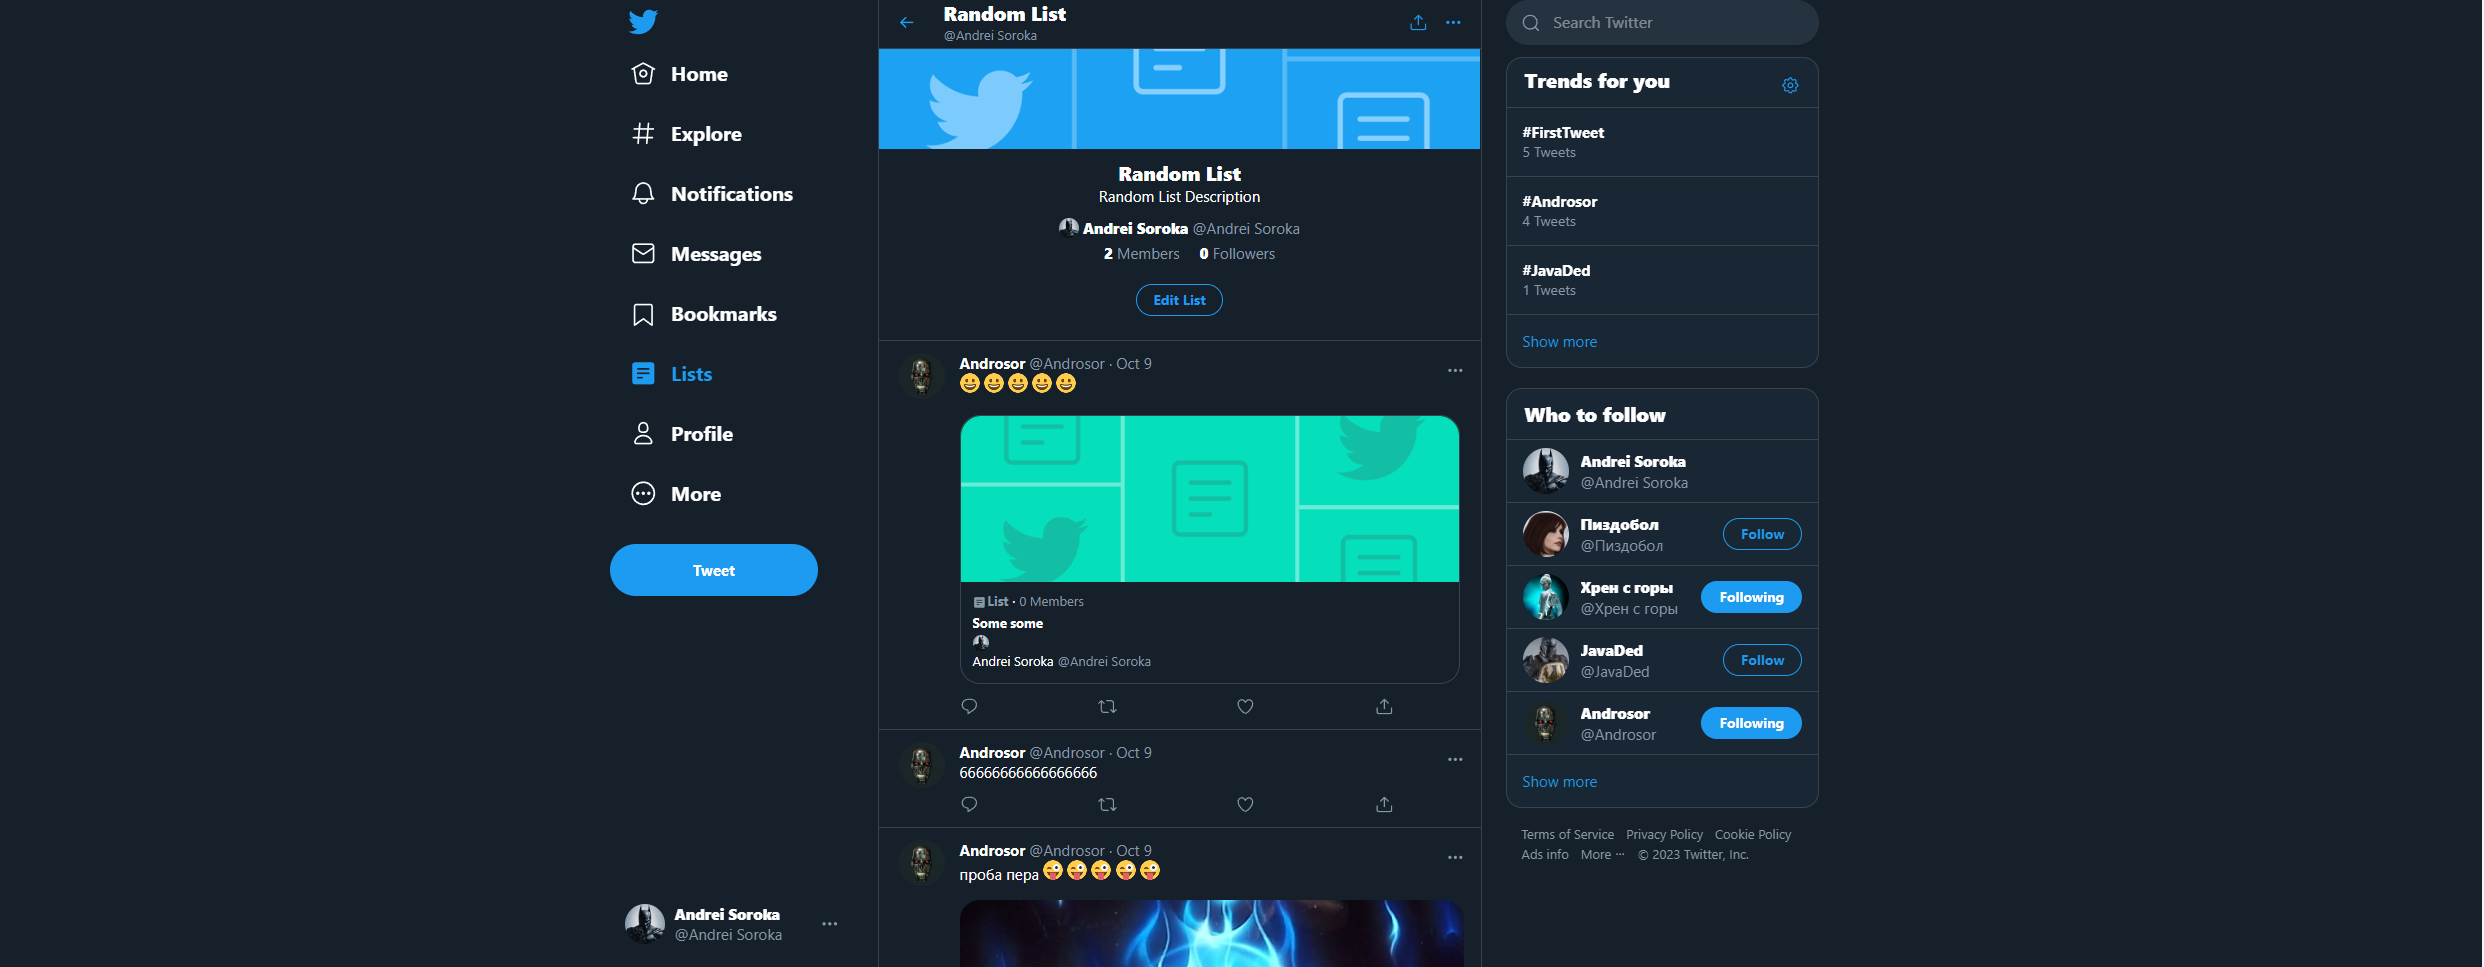 Home
Explore
Notifications
Messages
Bookmarks
Lists
Profile
More
Tweet
Andrei Soroka
@Andrei Soroka
Random List
@Andrei Soroka
Random List
Random List Description
Andrei Soroka @Andrei Soroka
2 Members 0 Followers
Edit List
Androsor @Androsor · Oct 9
😀😀😀😀😀
List · 0 Members
Some some
Andrei Soroka @Andrei Soroka
Androsor @Androsor · Oct 9
66666666666666666
Androsor @Androsor · Oct 9
проба пера 😜😜😜😜😜
Search Twitter
Trends for you
#FirstTweet
5 Tweets
#Androsor
4 Tweets
#JavaDed
1 Tweets
Show more
Who to follow
Andrei Soroka
@Andrei Soroka
Пиздобол
@Пиздобол
Follow
Хрен с горы
@Хрен с горы
Following
JavaDed
@JavaDed
Follow
Androsor
@Androsor
Following
Show more
Terms of Service Privacy Policy Cookie Policy
Ads info More ··· © 2023 Twitter, Inc.